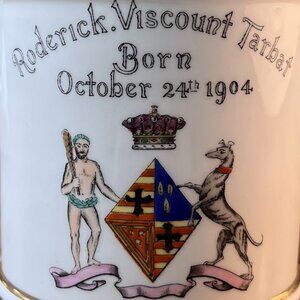 Roderick. Viscount Tarbat
Born
October 24th 1904